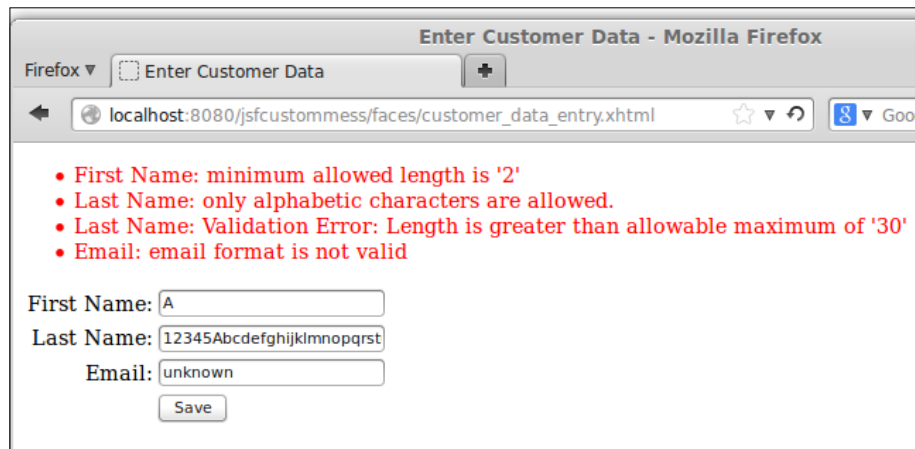 Enter Customer Data - Mozilla Firefox
Firefox Enter Customer Data
localhost:8080/jsfcustommess/faces/customer_data_entry.xhtml 8 Goo
• First Name: minimum allowed length is '2'
• Last Name: only alphabetic characters are allowed.
• Last Name: Validation Error: Length is greater than allowable maximum of '30'
• Email: email format is not valid
First Name: A
Last Name: 12345Abcdefghijklmnopqrst
Email: unknown
Save